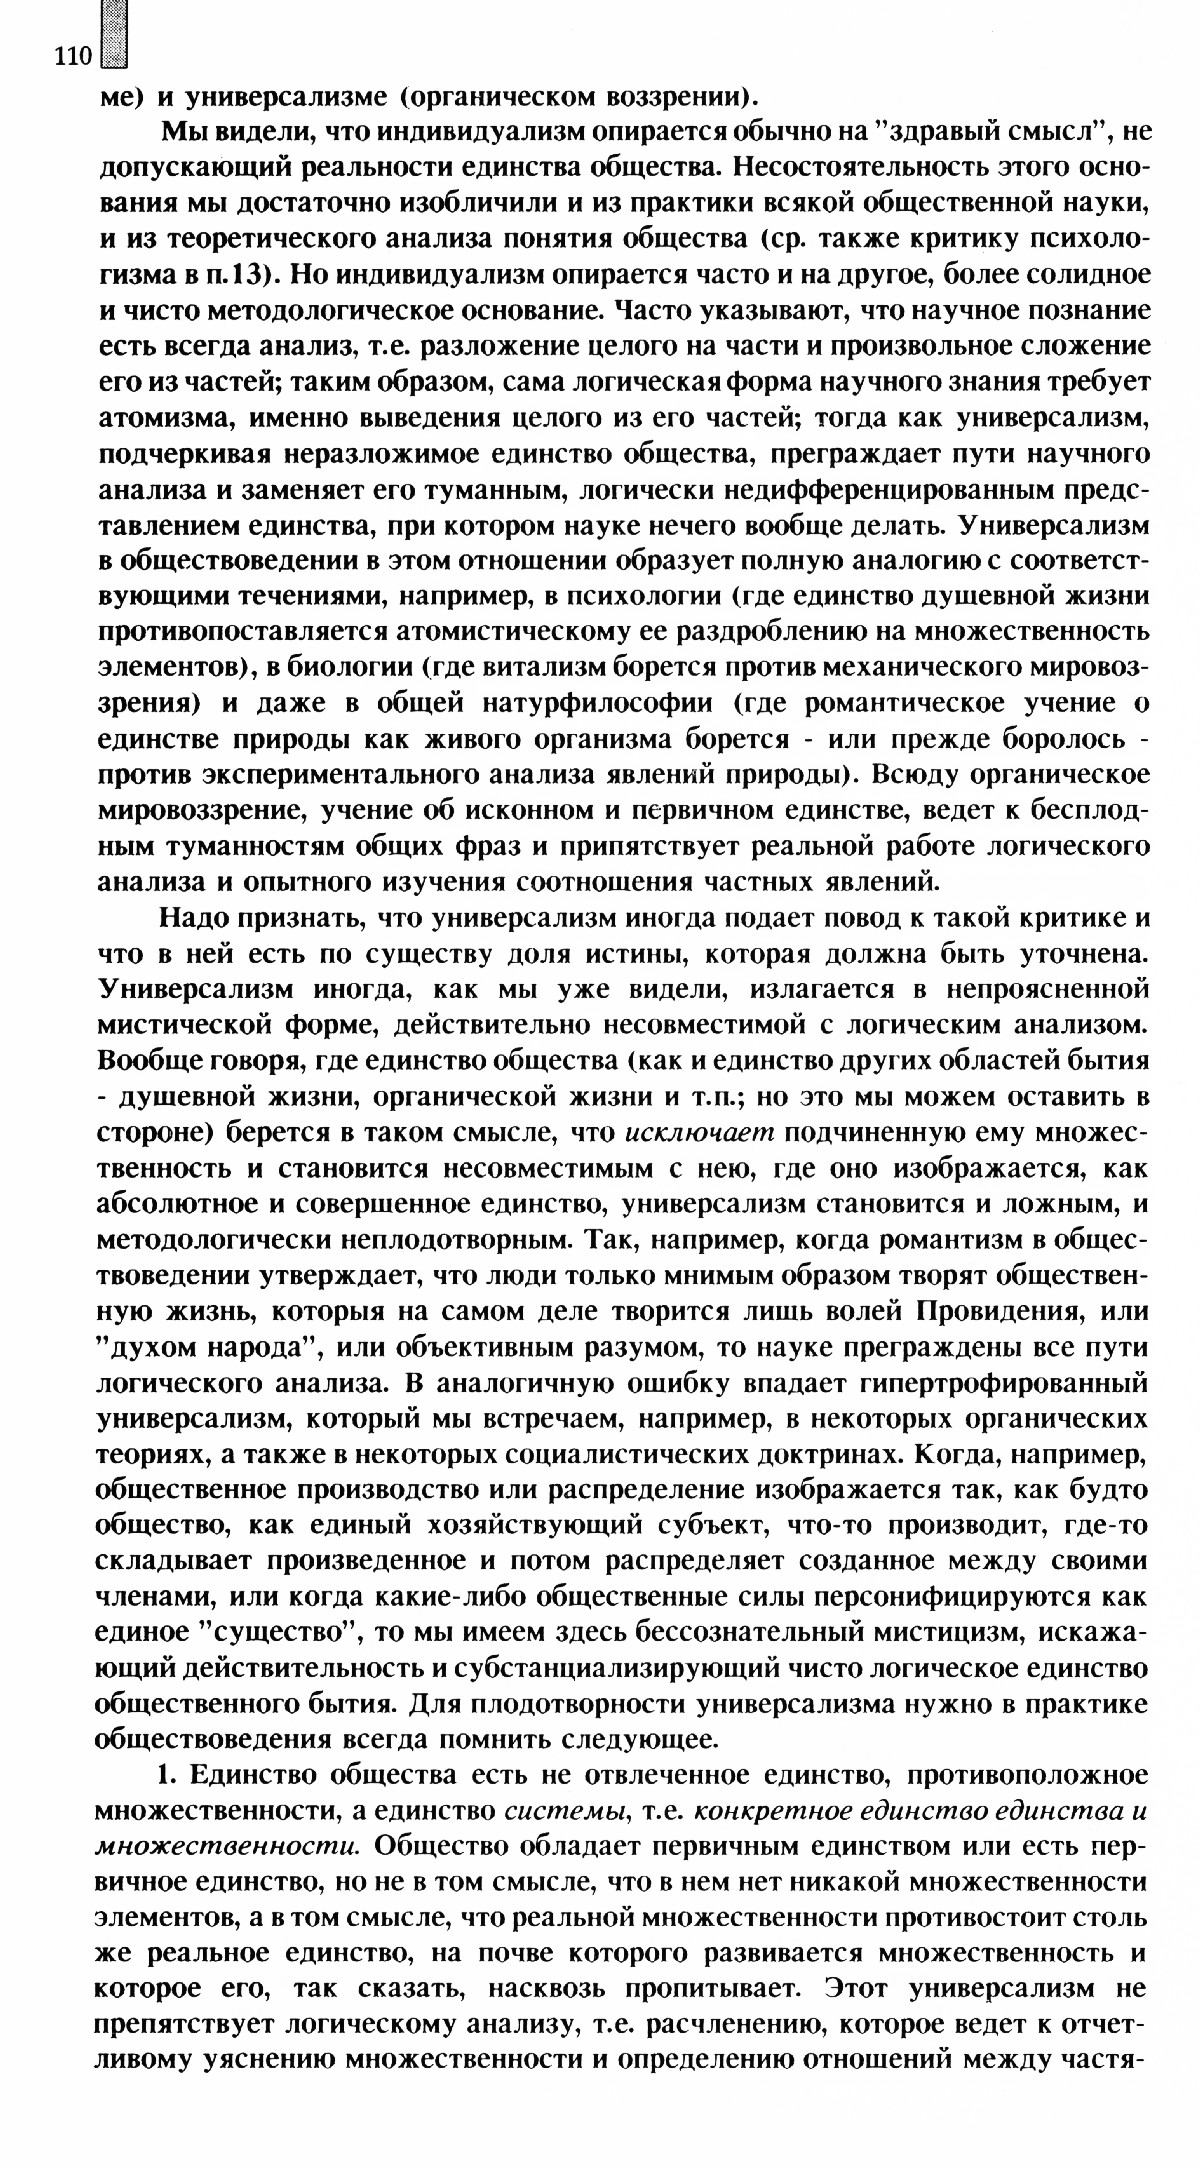 110
ме) и универсализме (органическом воззрении).
Мы видели, что индивидуализм опирается обычно на ”здравый смысл”, не
допускающий реальности единства общества. Несостоятельность этого осно-
вания мы достаточно изобличили и из практики всякой общественной науки,
и из теоретического анализа понятия общества (ср. также критику психоло-
гизма в п.13). Но индивидуализм опирается часто и на другое, более солидное
и чисто методологическое основание. Часто указывают, что научное познание
есть всегда анализ, т.е. разложение целого на части и произвольное сложение
его из частей; таким образом, сама логическая форма научного знания требует
атомизма, именно выведения целого из его частей; тогда как универсализм,
подчеркивая неразложимое единство общества, преграждает пути научного
анализа и заменяет его туманным, логически недифференцированным предс-
тавлением единства, при котором науке нечего вообще делать. Универсализм
в обществоведении в этом отношении образует полную аналогию с соответст-
вующими течениями, например, в психологии (где единство душевной жизни
противопоставляется атомистическому ее раздроблению на множественность
элементов), в биологии (где витализм борется против механического мировоз-
зрения) и даже в общей натурфилософии (где романтическое учение о
единстве природы как живого организма борется - или прежде боролось -
против экспериментального анализа явлений природы). Всюду органическое
мировоззрение, учение об исконном и первичном единстве, ведет к бесплод-
ным туманностям общих фраз и припятствует реальной работе логического
анализа и опытного изучения соотношения частных явлений.
Надо признать, что универсализм иногда подает повод к такой критике и
что в ней есть по существу доля истины, которая должна быть уточнена.
Универсализм иногда, как мы уже видели, излагается в непроясненной
мистической форме, действительно несовместимой с логическим анализом.
Вообще говоря, где единство общества (как и единство других областей бытия
- душевной жизни, органической жизни и т.п.; но это мы можем оставить в
стороне) берется в таком смысле, что исключает подчиненную ему множес-
твенность и становится несовместимым с нею, где оно изображается, как
абсолютное и совершенное единство, универсализм становится и ложным, и
методологически неплодотворным. Так, например, когда романтизм в общес-
твоведении утверждает, что люди только мнимым образом творят обществен-
ную жизнь, которыя на самом деле творится лишь волей Провидения, или
”духом народа”, или объективным разумом, то науке преграждены все пути
логического анализа. В аналогичную ошибку впадает гипертрофированный
универсализм, который мы встречаем, например, в некоторых органических
теориях, а также в некоторых социалистических доктринах. Когда, например,
общественное производство или распределение изображается так, как будто
общество, как единый хозяйствующий субъект, что-то производит, где-то
складывает произведенное и потом распределяет созданное между своими
членами, или когда какие-либо общественные силы персонифицируются как
единое ”существо”, то мы имеем здесь бессознательный мистицизм, искажа-
ющий действительность и субстанциализирующий чисто логическое единство
общественного бытия. Для плодотворности универсализма нужно в практике
обществоведения всегда помнить следующее.
1. Единство общества есть не отвлеченное единство, противоположное
множественности, а единство системы, т.е. конкретное единство единства и
множественности. Общество обладает первичным единством или есть пер-
вичное единство, но не в том смысле, что в нем нет никакой множественности
элементов, а в том смысле, что реальной множественности противостоит столь
же реальное единство, на почве которого развивается множественность и
которое его, так сказать, насквозь пропитывает. Этот универсализм не
препятствует логическому анализу, т.е. расчленению, которое ведет к отчет-
ливому уяснению множественности и определению отношений между частя-